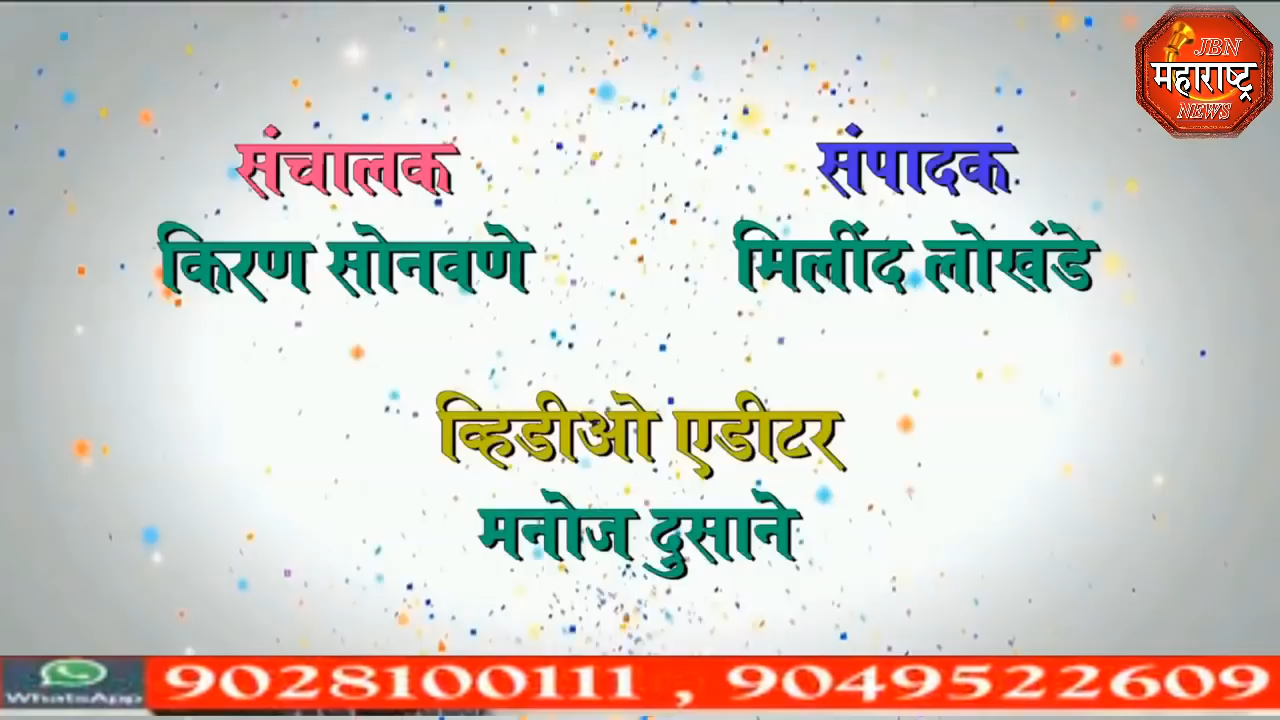 JBN
महाराष्ट्र
NEWS
संचालक
संपादक
किरण सोनवणे
मिलींद लोखंडे
व्हिडीओ एडीटर
मनोज दुसाने
WhatsApp
9028100111 , 9049522609